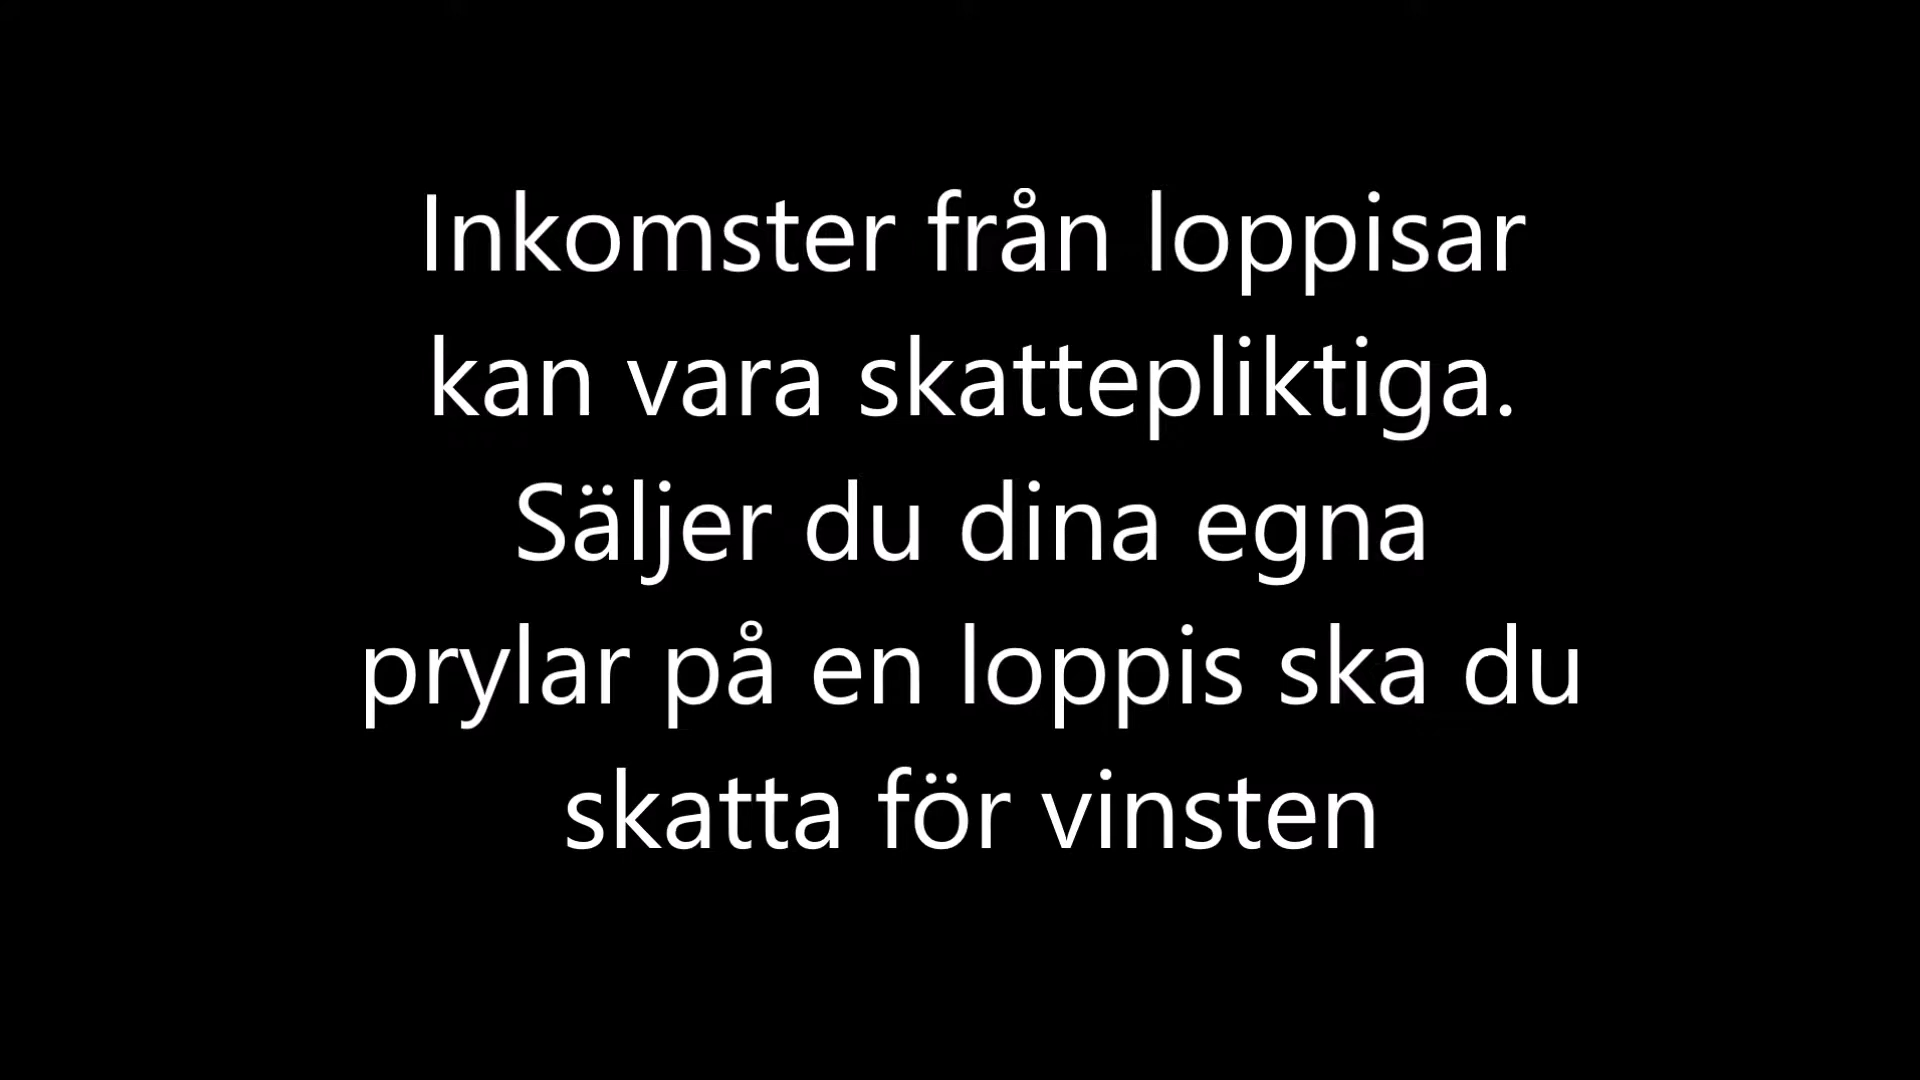 Inkomster från loppisar
kan vara skattepliktiga.
Säljer du dina egna
prylar på en loppis ska du
skatta för vinsten